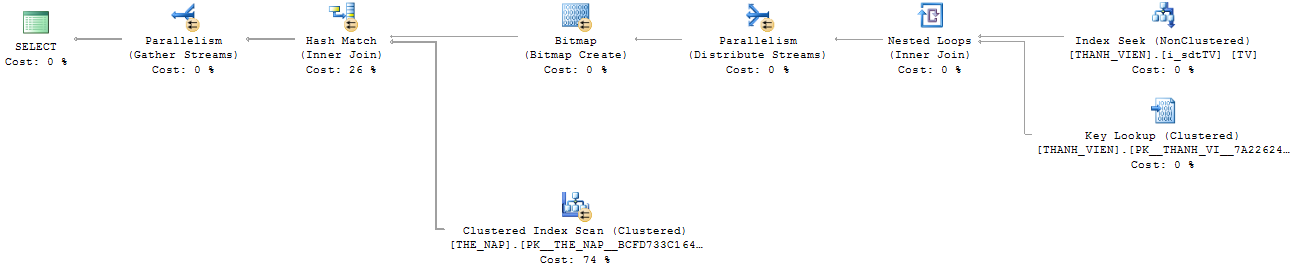 SELECT
Cost: 0 %
Parallelism
(Gather Streams)
Cost: 0 %
Hash Match
(Inner Join)
Cost: 26 %
Bitmap
(Bitmap Create)
Cost: 0 %
Parallelism
(Distribute Streams)
Cost: 0 %
Nested Loops
(Inner Join)
Cost: 0 %
Index Seek (NonClustered)
[THANH_VIEN].[i_sdtTV] [TV]
Cost: 0 %
Key Lookup (Clustered)
[THANH_VIEN].[PK__THANH_VI__7A22624…
Cost: 0 %
Clustered Index Scan (Clustered)
[THE_NAP].[PK__THE_NAP__BCFD733C164…
Cost: 74 %